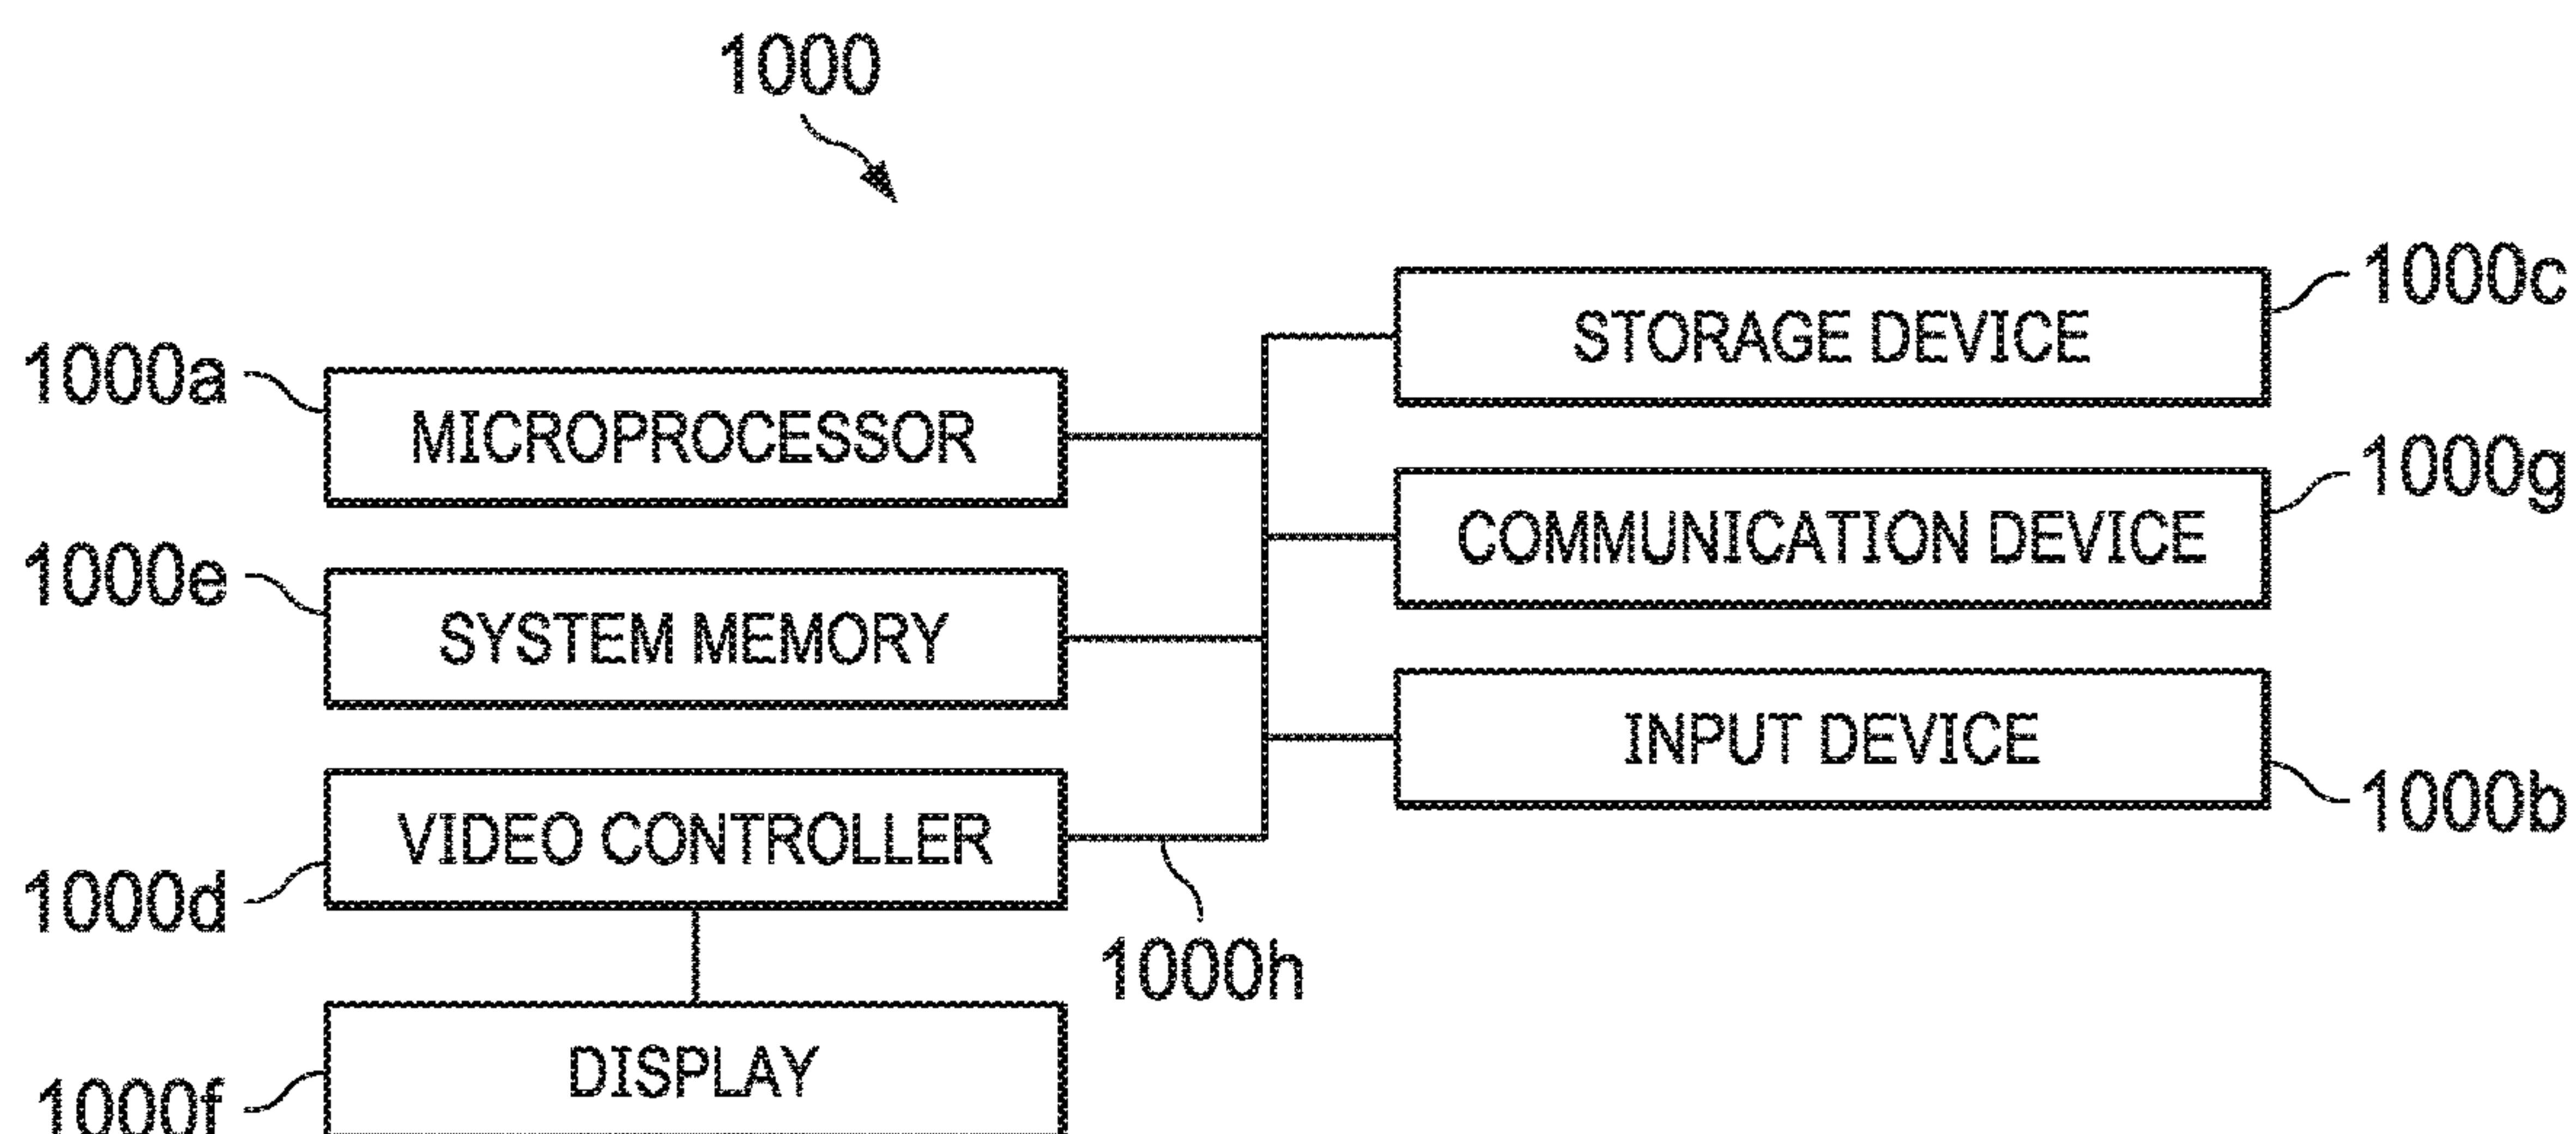 1000
1000c
STORAGE DEVICE
1000a
MICROPROCESSOR
1000g
COMMUNICATION DEVICE
1000e
SYSTEM MEMORY
INPUT DEVICE
1000b
VIDEO CONTROLLER
1000d
1000h
DISPLAY
1000f